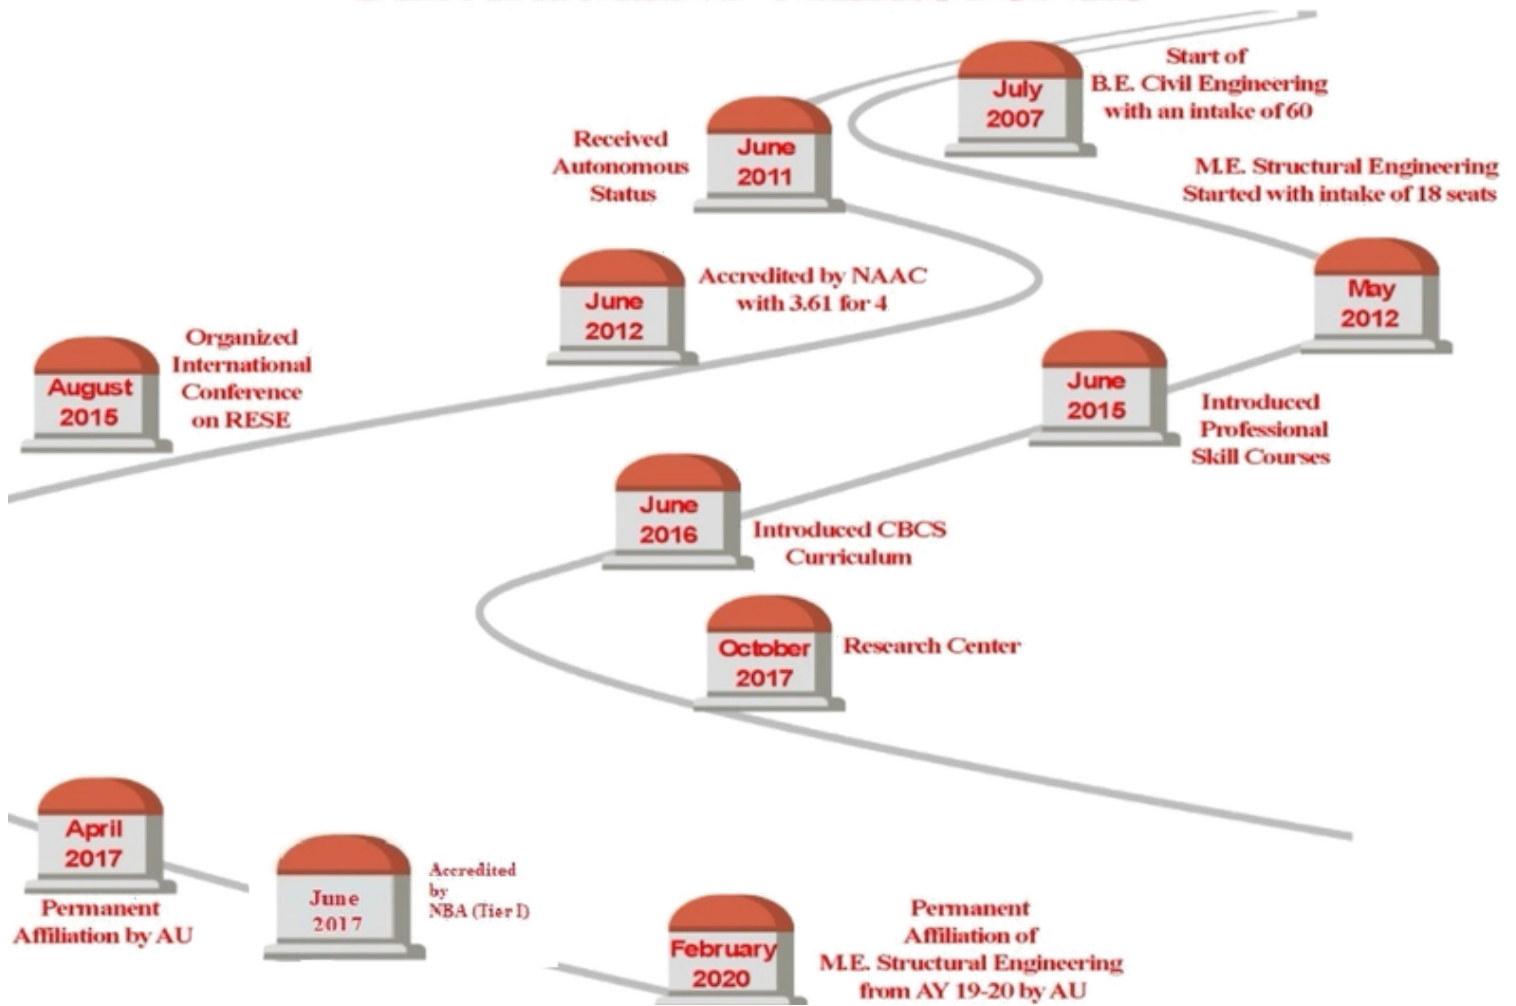 July
2007
Start of
B.E. Civil Engineering
with an intake of 60
June
2011
Received
Autonomous
Status
M.E. Structural Engineering
Started with intake of 18 seats
May
2012
June
2012
Accredited by NAAC
with 3.61 for 4
June
2015
Introduced
Professional
Skill Courses
August
2015
Organized
International
Conference
on RESE
June
2016
Introduced CBCS
Curriculum
October
2017
Research Center
April
2017
Permanent
Affiliation by AU
June
2017
Accredited
by
NBA (Tier I)
February
2020
Permanent
Affiliation of
M.E. Structural Engineering
from AY 19-20 by AU